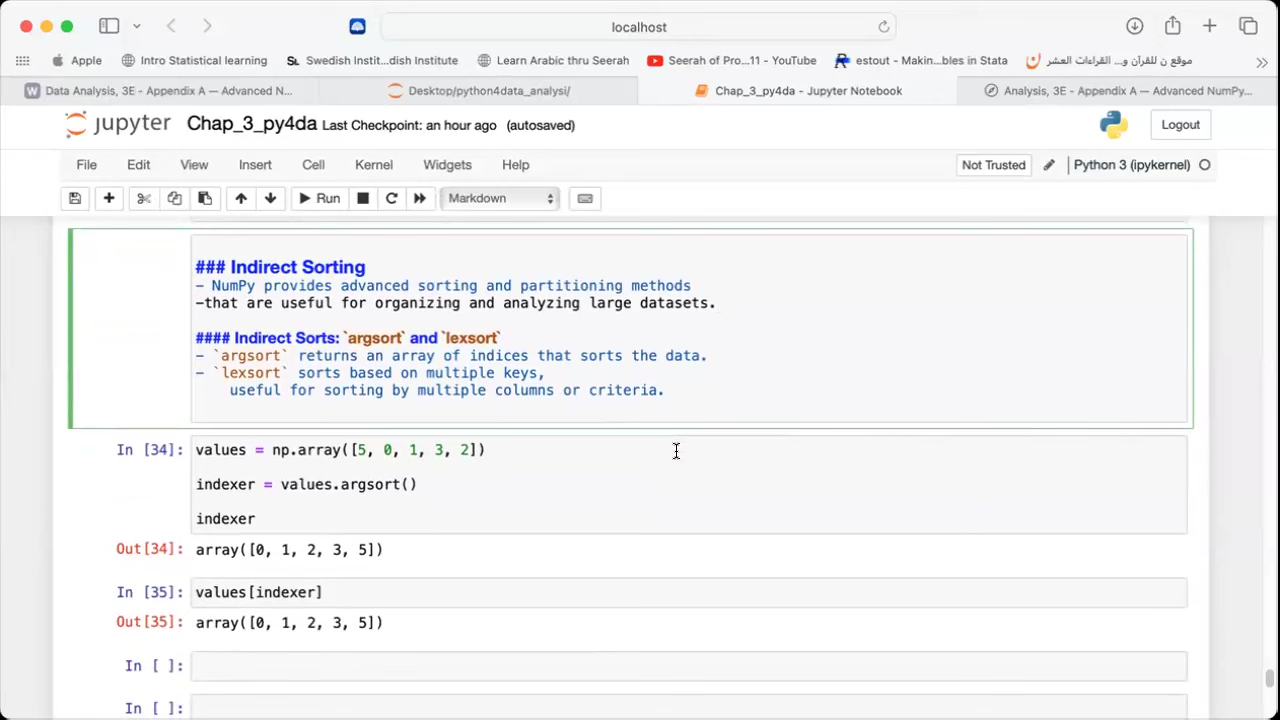 localhost
Apple
Intro Statistical learning
SL Swedish Instit...dish Institute
Learn Arabic thru Seerah
Seerah of Pro...11 - YouTube
estout - Makin...bles in Stata
موقع ن للقرآن و... القراءات العشر
W Data Analysis, 3E - Appendix A — Advanced N...
Desktop/python4data_analysi/
Chap_3_py4da - Jupyter Notebook
Analysis, 3E - Appendix A — Advanced NumPy...
jupyter Chap_3_py4da Last Checkpoint: an hour ago (autosaved)
Logout
File Edit View Insert Cell Kernel Widgets Help
Not Trusted
Python 3 (ipykernel)
Run
Markdown
### Indirect Sorting
- NumPy provides advanced sorting and partitioning methods
-that are useful for organizing and analyzing large datasets.
#### Indirect Sorts: `argsort` and `lexsort`
- `argsort` returns an array of indices that sorts the data.
- `lexsort` sorts based on multiple keys,
useful for sorting by multiple columns or criteria.
In [34]: values = np.array([5, 0, 1, 3, 2])
indexer = values.argsort()
indexer
Out[34]: array([0, 1, 2, 3, 5])
In [35]: values[indexer]
Out[35]: array([0, 1, 2, 3, 5])
In [ ]:
In [ ]: